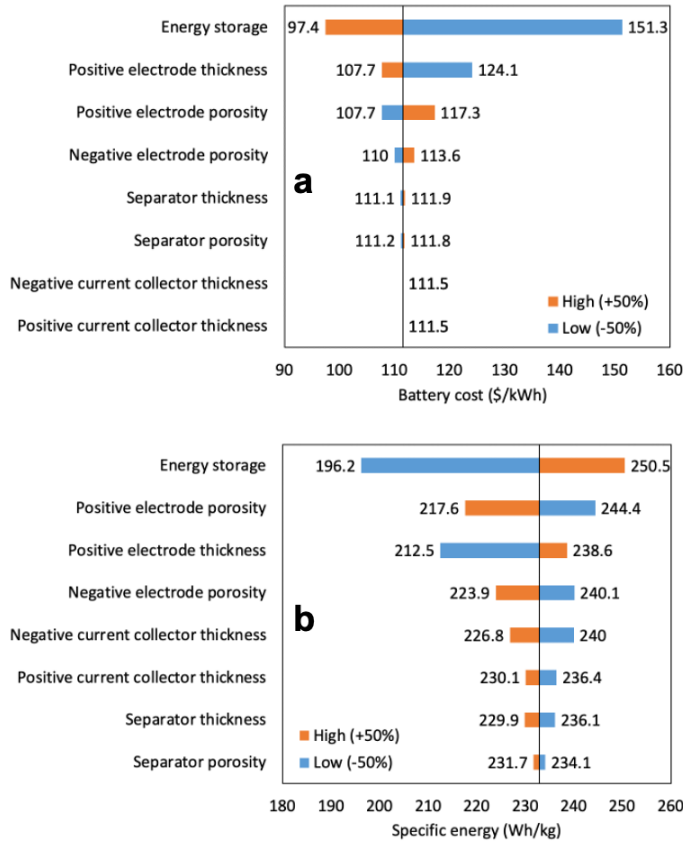 Energy storage 97.4 151.3
Positive electrode thickness 107.7 124.1
Positive electrode porosity 107.7 117.3
Negative electrode porosity 110 113.6
a
Separator thickness 111.1 111.9
Separator porosity 111.2 111.8
Negative current collector thickness 111.5
High (+50%)
Positive current collector thickness 111.5
Low (-50%)
90 100 110 120 130 140 150 160
Battery cost ($/kWh)
Energy storage 196.2 250.5
Positive electrode porosity 217.6 244.4
Positive electrode thickness 212.5 238.6
Negative electrode porosity 223.9 240.1
b
Negative current collector thickness 226.8 240
Positive current collector thickness 230.1 236.4
Separator thickness 229.9 236.1
High (+50%)
Low (-50%)
Separator porosity 231.7 234.1
180 190 200 210 220 230 240 250 260
Specific energy (Wh/kg)